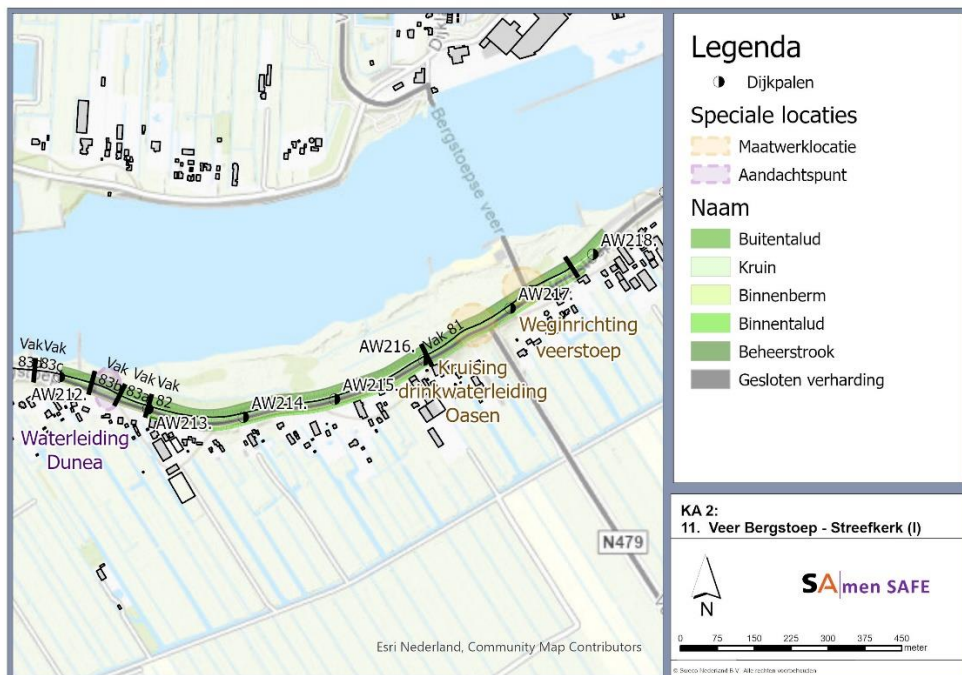 Bergstoepse veer
AW218.
AW217.
Weginrichting
veerstoep
Vak 81
AW216.
Kruising
drinkwaterleiding
Oasen
AW215.
AW214.
AW213.
AW212.
Vak
83c
Vak
83b
Vak
83a
Vak
82
Waterleiding
Dunea
N479
Esri Nederland, Community Map Contributors
Legenda
Dijkpalen
Speciale locaties
Maatwerklocatie
Aandachtspunt
Naam
Buitentalud
Kruin
Binnenberm
Binnentalud
Beheerstrook
Gesloten verharding
KA 2:
11. Veer Bergstoep - Streefkerk (I)
N
SAmen SAFE
0 75 150 225 300 375 450
meter